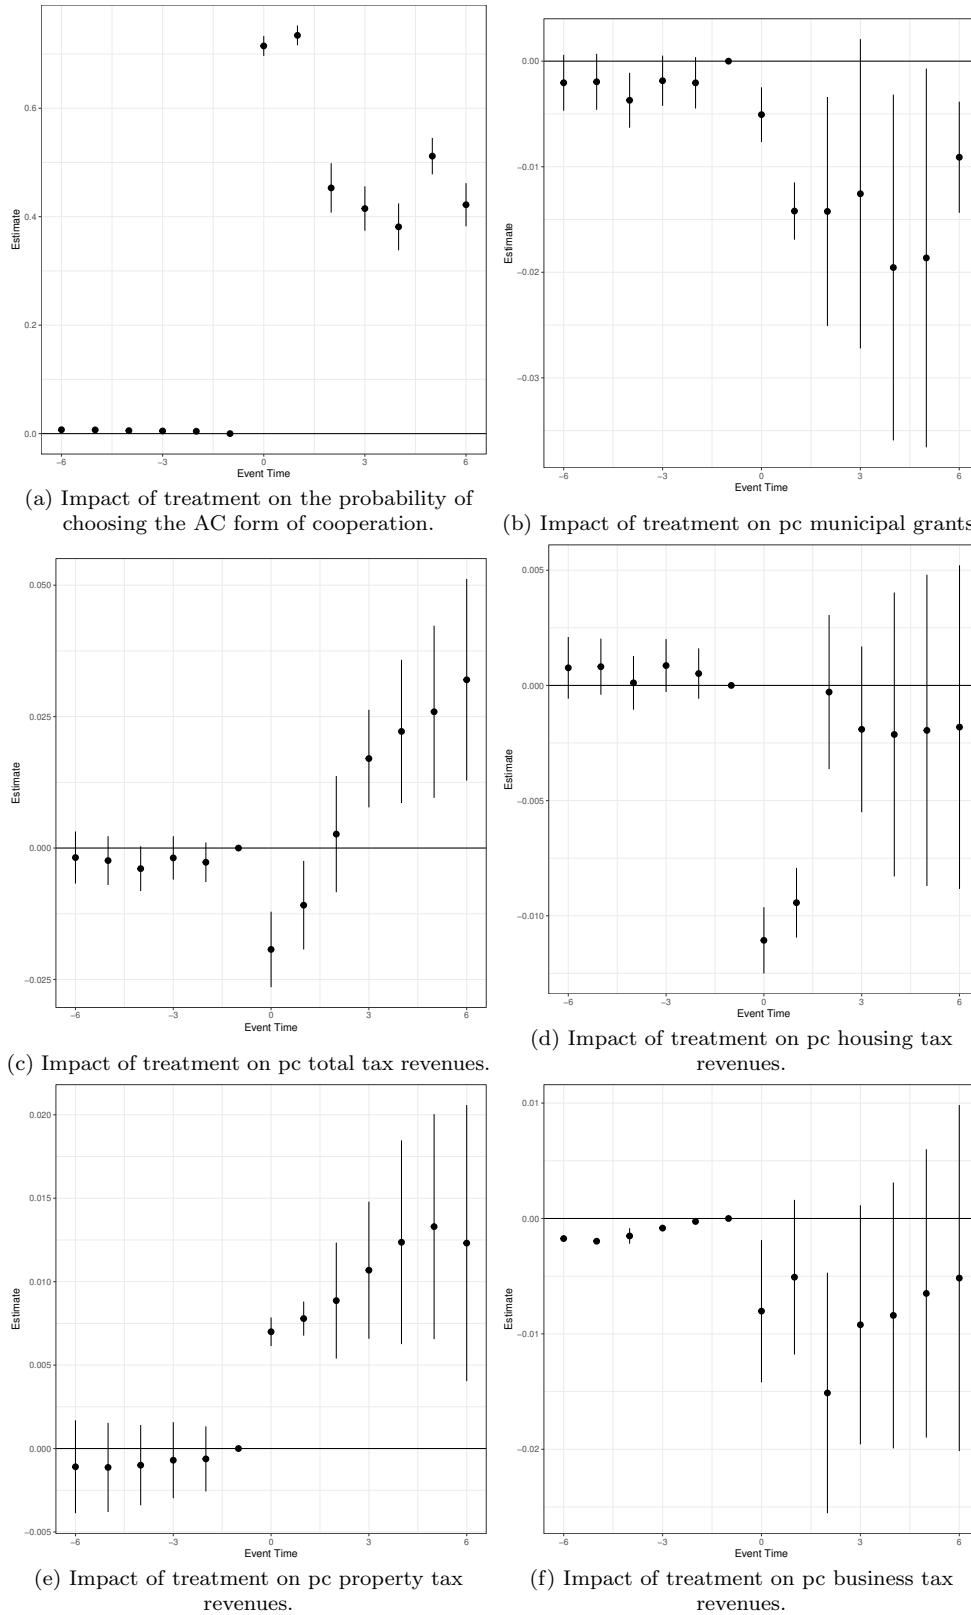 0.6
0.4
0.2
0.0
Estimate
-6
-3
0
3
6
Event Time
(a) Impact of treatment on the probability of
choosing the AC form of cooperation.
0.00
-0.01
-0.02
-0.03
Estimate
-6
-3
0
3
6
Event Time
(b) Impact of treatment on pc municipal grants
0.050
0.025
0.000
-0.025
Estimate
-6
-3
0
3
6
Event Time
(c) Impact of treatment on pc total tax revenues.
0.005
0.000
-0.005
-0.010
Estimate
-6
-3
0
3
6
Event Time
(d) Impact of treatment on pc housing tax
revenues.
0.020
0.015
0.010
0.005
0.000
-0.005
Estimate
-6
-3
0
3
6
Event Time
(e) Impact of treatment on pc property tax
revenues.
0.01
0.00
-0.01
-0.02
Estimate
-6
-3
0
3
6
Event Time
(f) Impact of treatment on pc business tax
revenues.